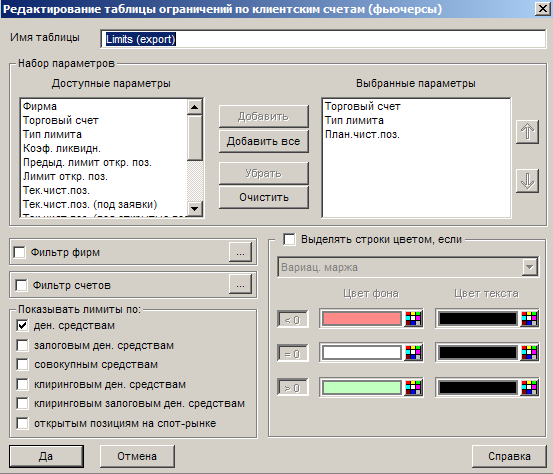 Редактирование таблицы ограничений по клиентским счетам (фьючерсы)
Имя таблицы
Limits (export)
Набор параметров
Доступные параметры
Выбранные параметры
Фирма
Торговый счет
Тип лимита
Коэф. ликвидн.
Предыд. лимит откр. поз.
Лимит откр. поз.
Тек.чист.поз.
Тек.чист.поз. (под заявки)
Добавить
Добавить все
Убрать
Очистить
Торговый счет
Тип лимита
План.чист.поз.
Фильтр фирм
...
Фильтр счетов
...
Показывать лимиты по:
ден. средствам
залоговым ден. средствам
совокупным средствам
клиринговым ден. средствам
клиринговым залоговым ден. средствам
открытым позициям на спот-рынке
Выделять строки цветом, если
Вариац. маржа
Цвет фона
Цвет текста
< 0
= 0
> 0
Да
Отмена
Справка